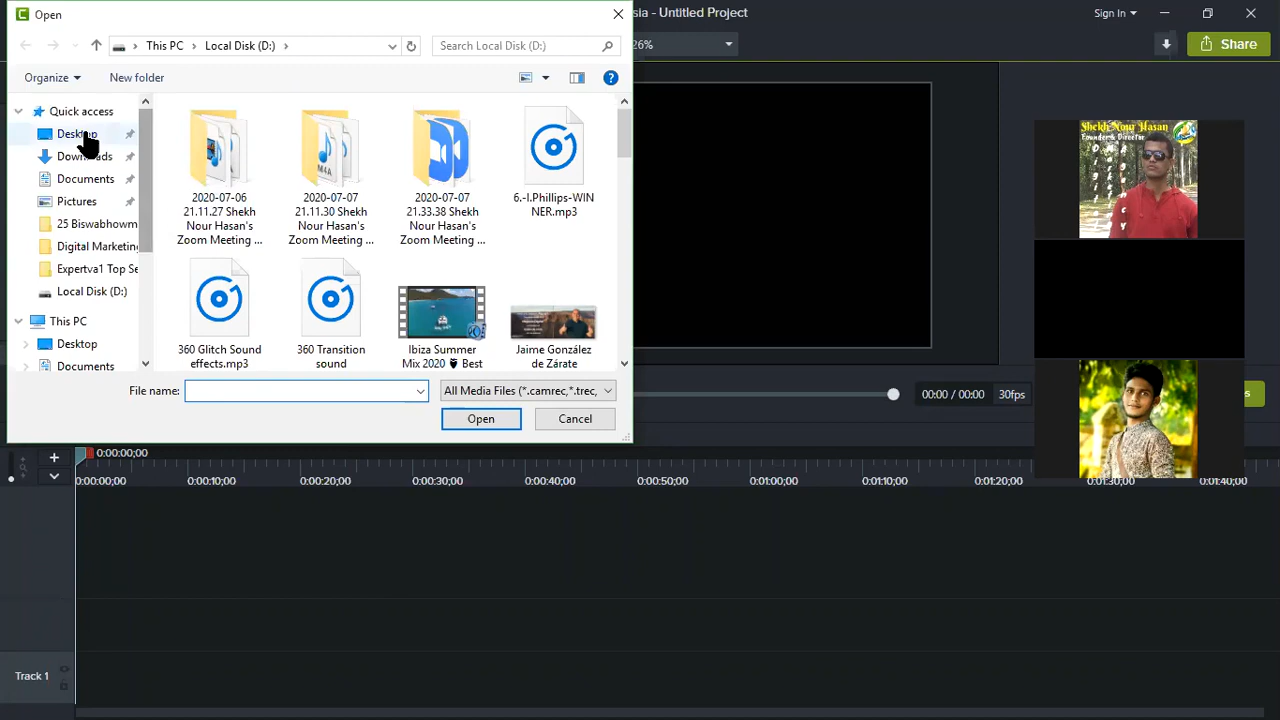 Open
sia - Untitled Project
Sign In
This PC
Local Disk (D:)
Search Local Disk (D:)
26%
Share
Organize
New folder
Quick access
Desktop
Downloads
Documents
Pictures
25 Biswabhowm
Digital Marketing
Expertva1 Top Se
Local Disk (D:)
This PC
Desktop
Documents
2020-07-06
21.11.27 Shekh
Nour Hasan's
Zoom Meeting ...
2020-07-07
21.11.30 Shekh
Nour Hasan's
Zoom Meeting ...
2020-07-07
21.33.38 Shekh
Nour Hasan's
Zoom Meeting ...
6.-I.Phillips-WIN
NER.mp3
360 Glitch Sound
effects.mp3
360 Transition
sound
Ibiza Summer
Mix 2020 Best
Jaime González
de Zárate
File name:
All Media Files (*.camrec,*.trec,
Open
Cancel
Shekh Nour Hasan
Founder & Director
00:00 / 00:00
30fps
s
0:00:00;00
0:00:00;00
0:00:10;00
0:00:20;00
0:00:30;00
0:00:40;00
0:00:50;00
0:01:00;00
0:01:10;00
0:01:20;00
0:01:30;00
0:01:40;00
Track 1